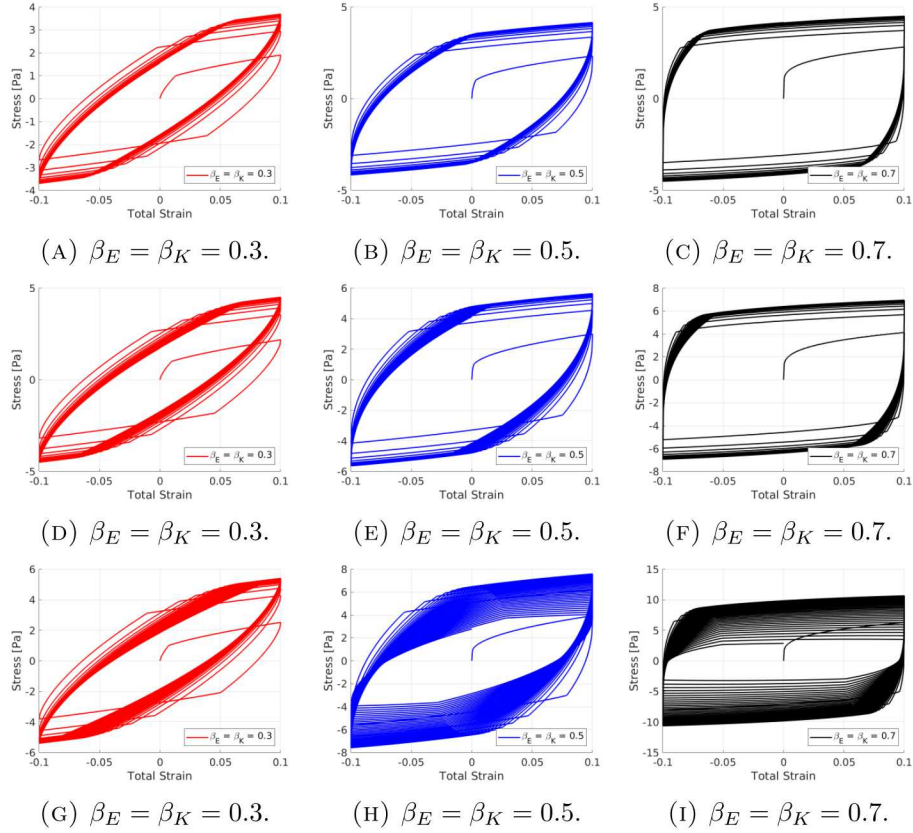 4
3
2
1
0
-1
-2
-3
-4
Stress [Pa]
-0.1 -0.05 0 0.05 0.1
Total Strain
β_E = β_K = 0.3
5
0
-5
Stress [Pa]
-0.1 -0.05 0 0.05 0.1
Total Strain
β_E = β_K = 0.5
5
0
-5
Stress [Pa]
-0.1 -0.05 0 0.05 0.1
Total Strain
β_E = β_K = 0.7
(A) β_E = β_K = 0.3.
(B) β_E = β_K = 0.5.
(C) β_E = β_K = 0.7.
5
0
-5
Stress [Pa]
-0.1 -0.05 0 0.05 0.1
Total Strain
β_E = β_K = 0.3
6
4
2
0
-2
-4
-6
Stress [Pa]
-0.1 -0.05 0 0.05 0.1
Total Strain
β_E = β_K = 0.5
8
6
4
2
0
-2
-4
-6
-8
Stress [Pa]
-0.1 -0.05 0 0.05 0.1
Total Strain
β_E = β_K = 0.7
(D) β_E = β_K = 0.3.
(E) β_E = β_K = 0.5.
(F) β_E = β_K = 0.7.
6
4
2
0
-2
-4
-6
Stress [Pa]
-0.1 -0.05 0 0.05 0.1
Total Strain
β_E = β_K = 0.3
8
6
4
2
0
-2
-4
-6
-8
Stress [Pa]
-0.1 -0.05 0 0.05 0.1
Total Strain
β_E = β_K = 0.5
15
10
5
0
-5
-10
-15
Stress [Pa]
-0.1 -0.05 0 0.05 0.1
Total Strain
β_E = β_K = 0.7
(G) β_E = β_K = 0.3.
(H) β_E = β_K = 0.5.
(I) β_E = β_K = 0.7.